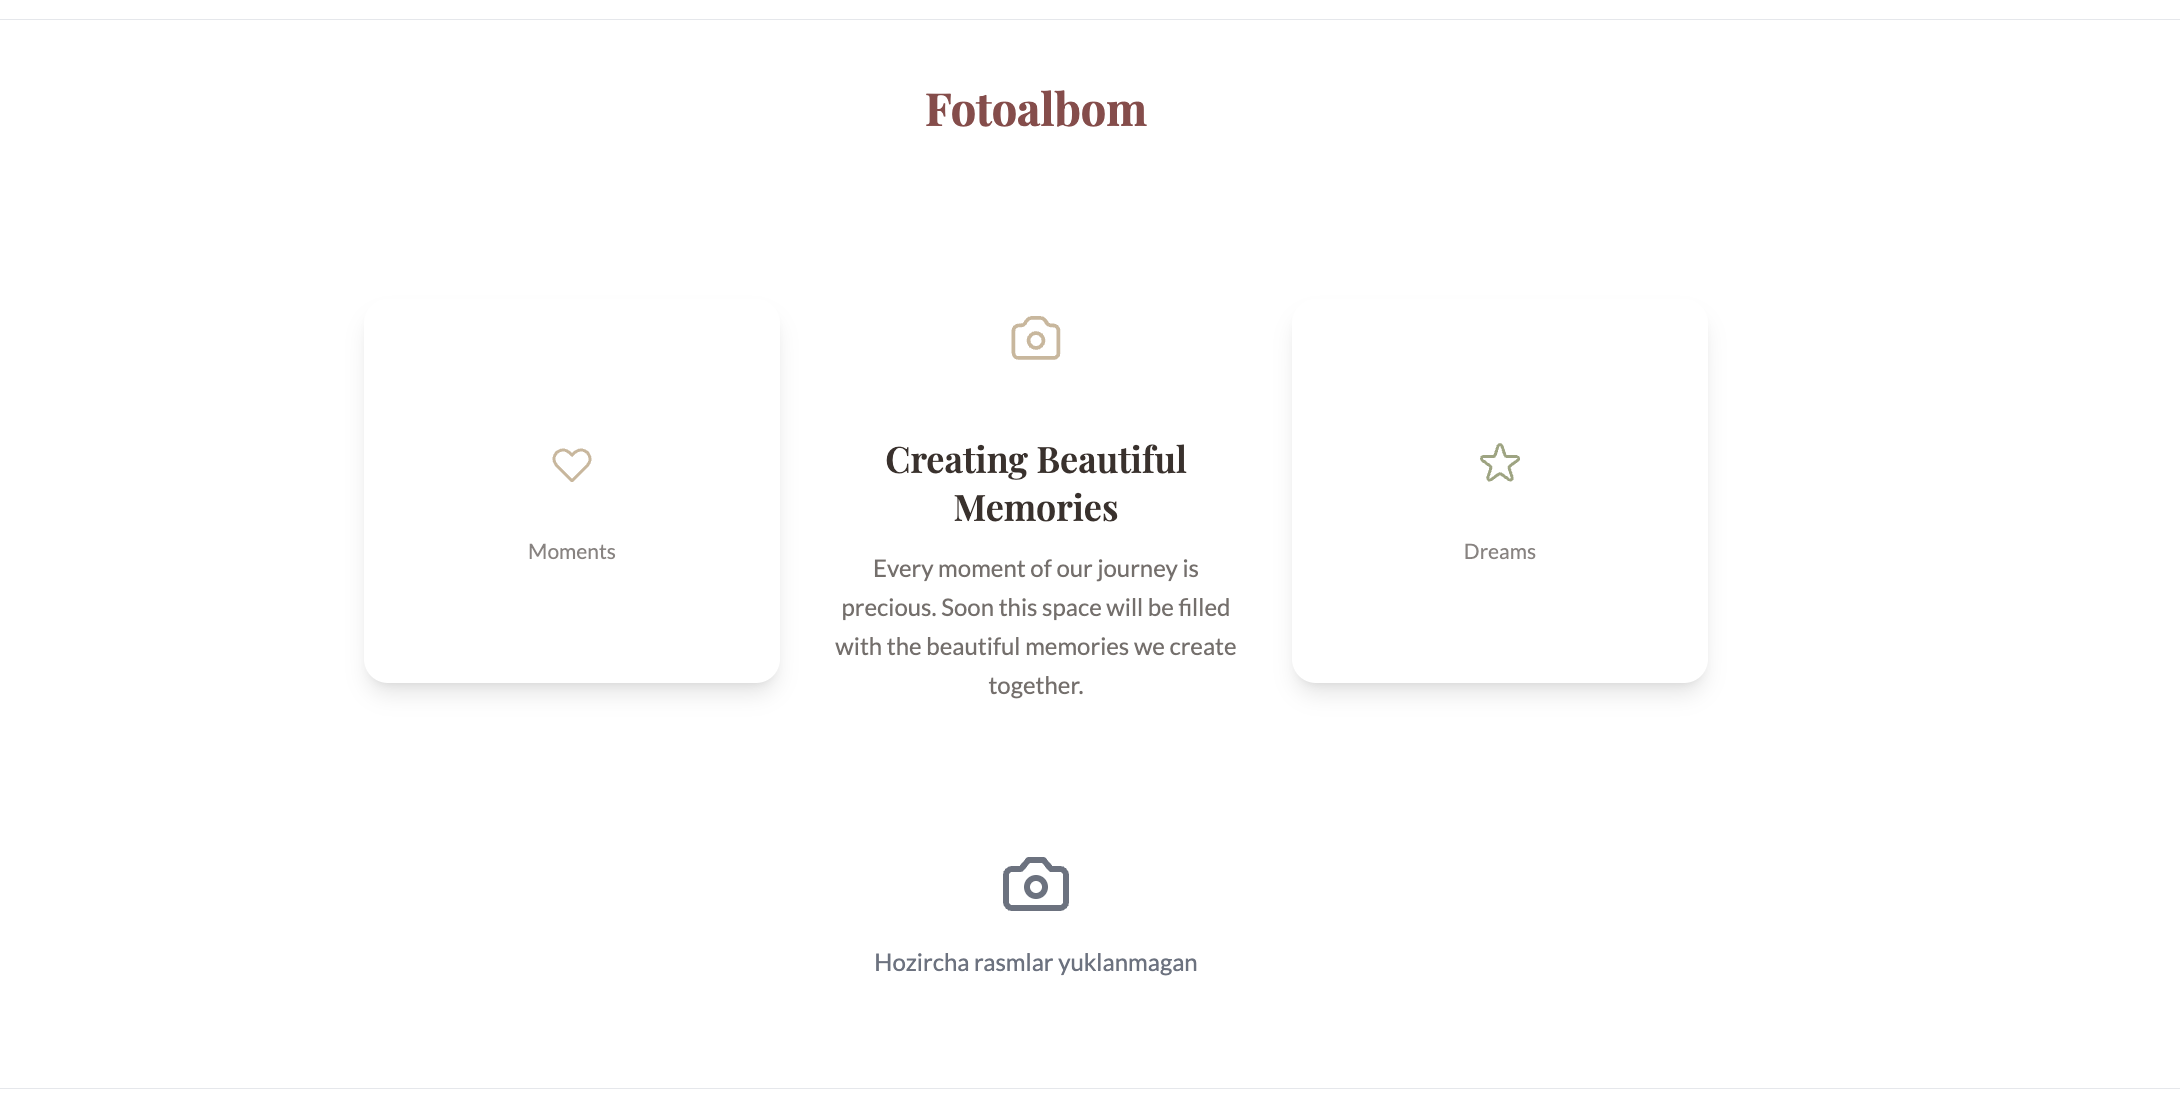 Fotoalbom
Moments
Creating Beautiful
Memories
Every moment of our journey is
precious. Soon this space will be filled
with the beautiful memories we create
together.
Dreams
Hozircha rasmlar yuklanmagan